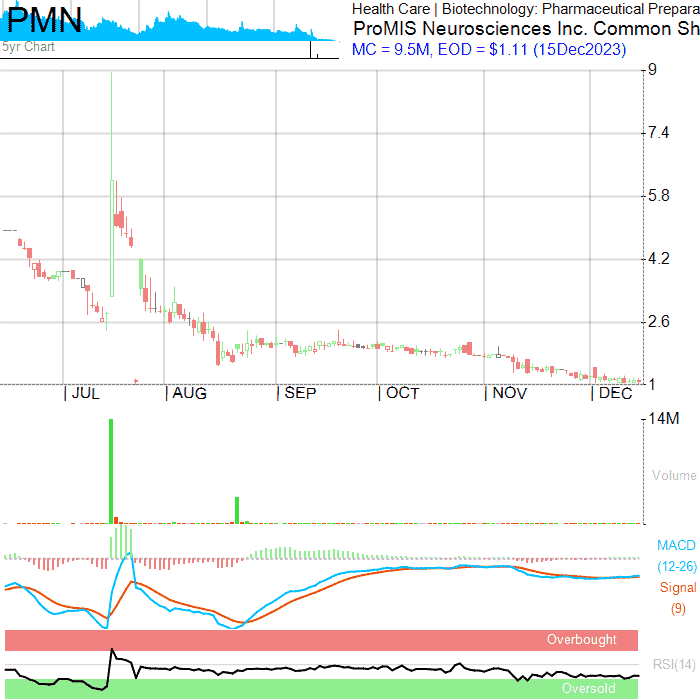 PMN
5yr Chart
Health Care | Biotechnology: Pharmaceutical Prepara
ProMIS Neurosciences Inc. Common Sh
MC = 9.5M, EOD = $1.11 (15Dec2023)
9
7.4
5.8
4.2
2.6
1
JUL AUG SEP OCT NOV DEC
14M
Volume
MACD
(12-26)
Signal
(9)
Overbought
RSI(14)
Oversold